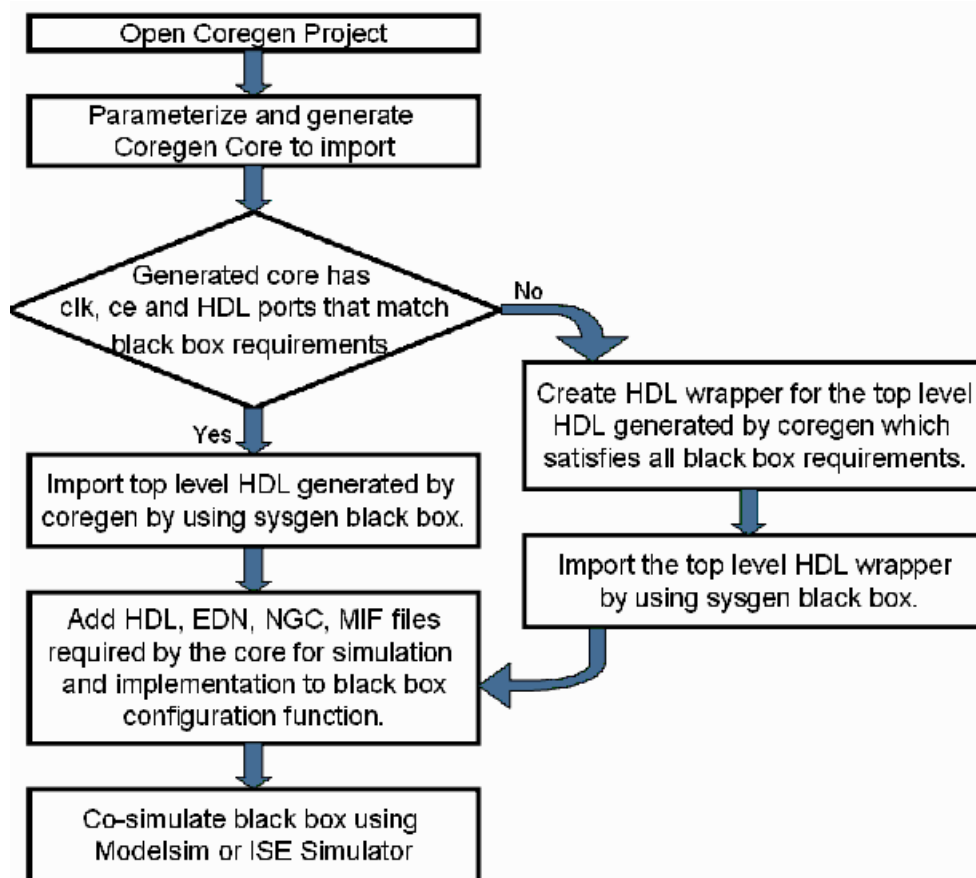 Open Coregen Project
Parameterize and generate
Coregen Core to import
Generated core has
clk, ce and HDL ports that match
black box requirements
No
Yes
Create HDL wrapper for the top level
HDL generated by coregen which
satisfies all black box requirements.
Import top level HDL generated by
coregen by using sysgen black box.
Import the top level HDL wrapper
by using sysgen black box.
Add HDL, EDN, NGC, MIF files
required by the core for simulation
and implementation to black box
configuration function.
Co-simulate black box using
Modelsim or ISE Simulator